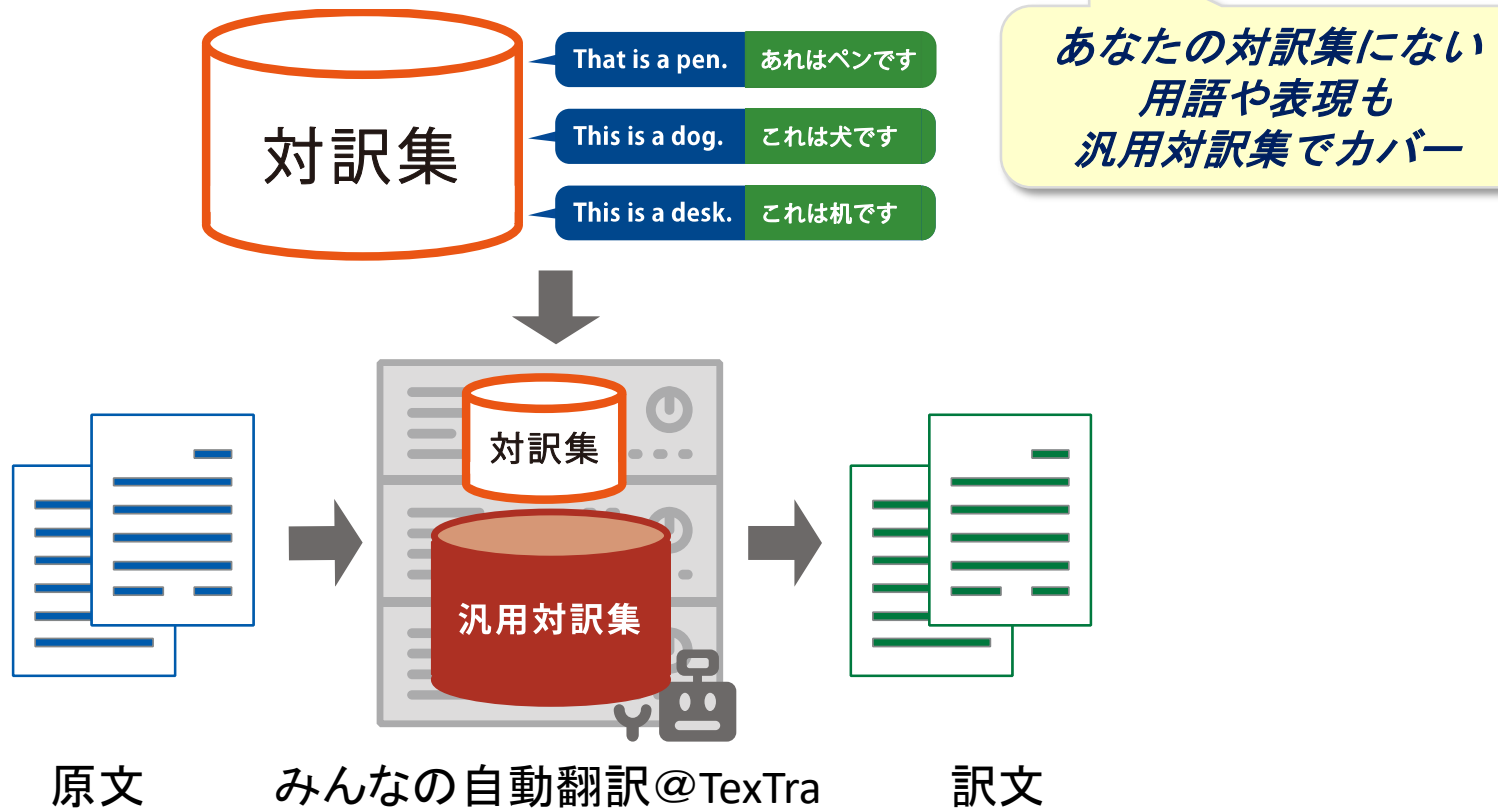 対訳集
That is a pen. あれはペンです
This is a dog. これは犬です
This is a desk. これは机です
あなたの対訳集にない
用語や表現も
汎用対訳集でカバー
対訳集
汎用対訳集
原文
みんなの自動翻訳@TexTra
訳文